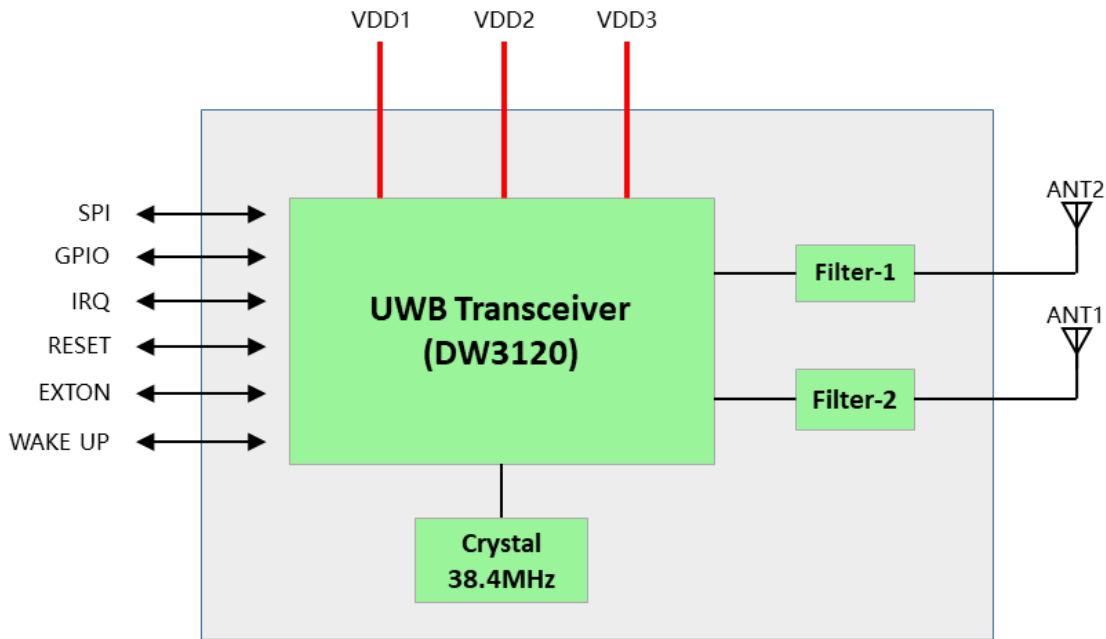 VDD1 VDD2 VDD3
SPI
GPIO
IRQ
RESET
EXTON
WAKE UP
UWB Transceiver
(DW3120)
Filter-1
ANT2
Filter-2
ANT1
Crystal
38.4MHz